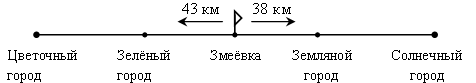 43 км 38 км
Цветочный Зелёный Змеёвка Земляной Солнечный
город город город город